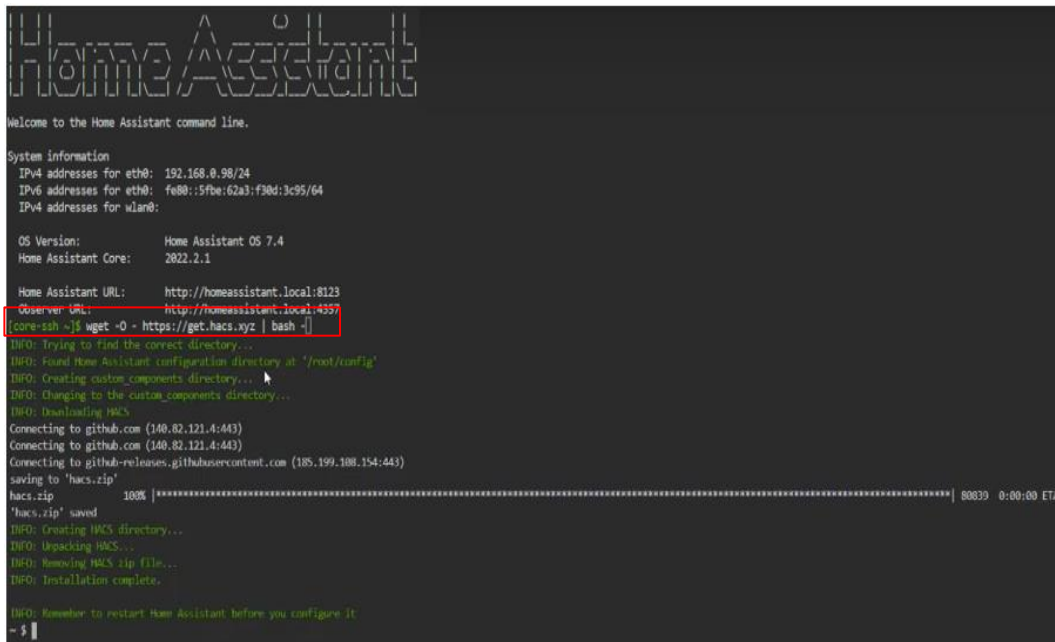 Home Assistant
Welcome to the Home Assistant command line.
System information
IPv4 addresses for eth0: 192.168.0.98/24
IPv6 addresses for eth0: fe80::5fbe:62a3:f30d:3c95/64
IPv4 addresses for wlan0:
OS Version: Home Assistant OS 7.4
Home Assistant Core: 2022.2.1
Home Assistant URL: http://homeassistant.local:8123
Observer URL: http://homeassistant.local:4357
[core-ssh ~]$ wget -O - https://get.hacs.xyz | bash -
INFO: Trying to find the correct directory...
INFO: Found Home Assistant configuration directory at '/root/config'
INFO: Creating custom_components directory...
INFO: Changing to the custom_components directory...
INFO: Downloading HACS
Connecting to github.com (140.82.121.4:443)
Connecting to github.com (140.82.121.4:443)
Connecting to github-releases.githubusercontent.com (185.199.108.154:443)
saving to 'hacs.zip'
hacs.zip 100% |********************************************************************************************************************************| 80839 0:00:00 ETA
'hacs.zip' saved
INFO: Creating HACS directory...
INFO: Unpacking HACS...
INFO: Removing HACS zip file...
INFO: Installation complete.
INFO: Remember to restart Home Assistant before you configure it
~ $